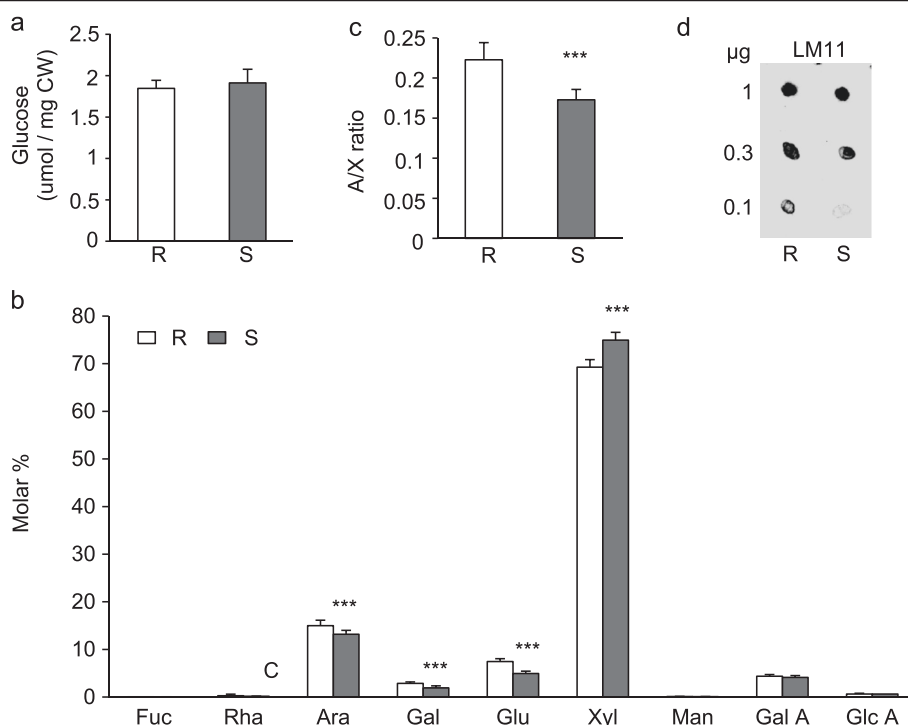 a
Glucose
(umol / mg CW)
2.5
2
1.5
1
0.5
0
R S
c
A/X ratio
0.25
0.2
0.15
0.1
0.05
0
***
R S
d
µg LM11
1
0.3
0.1
R S
b
Molar %
80
70
60
50
40
30
20
10
0
R S
***
***
***
***
C
Fuc Rha Ara Gal Glu Xyl Man Gal A Glc A